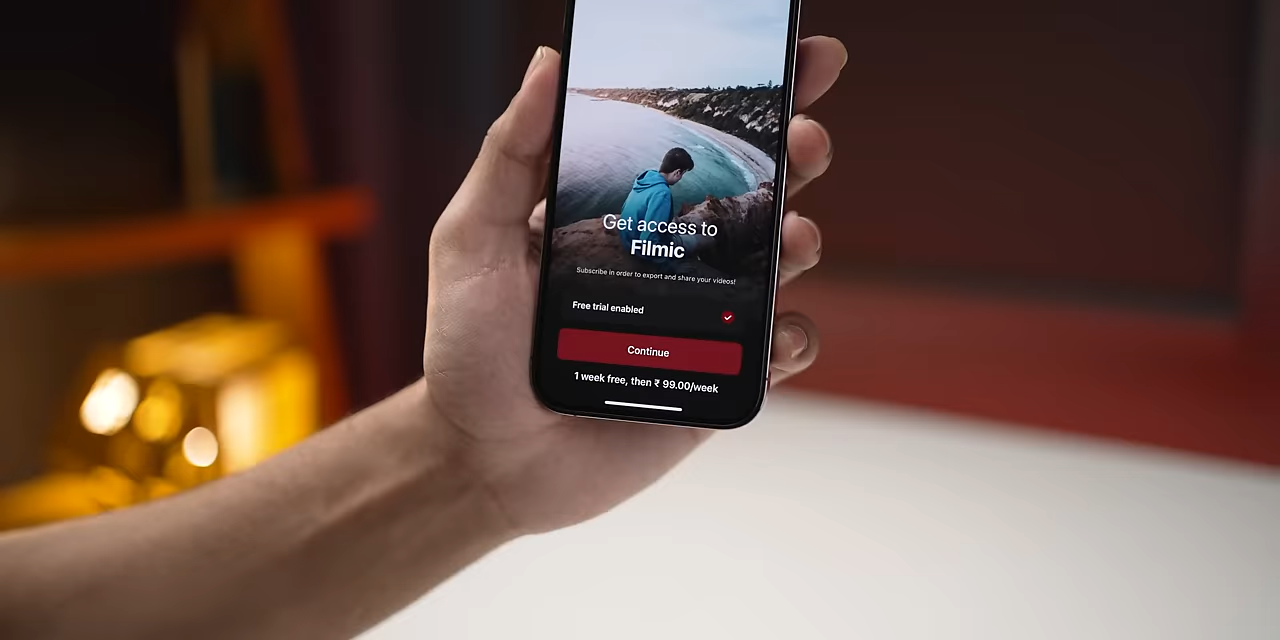 Get access to
Filmic
Subscribe in order to export and share your videos!
Free trial enabled
Continue
1 week free, then ₹ 99.00/week